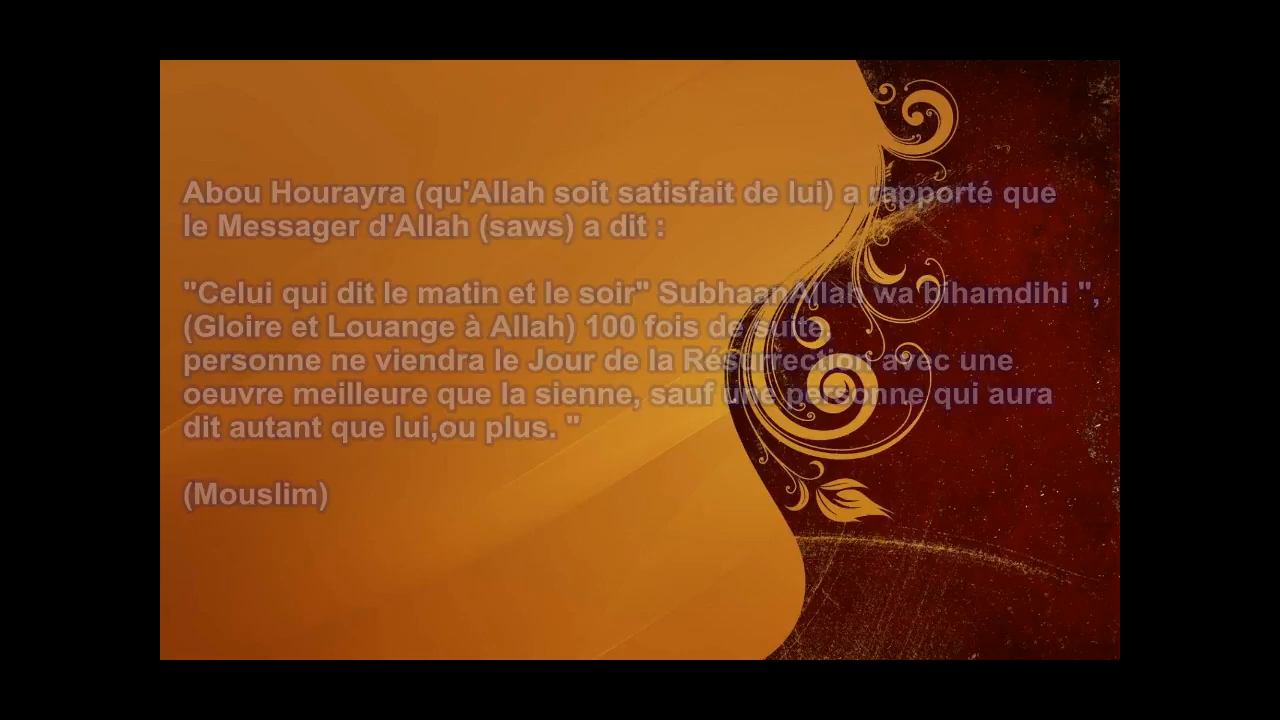 Abou Hourayra (qu'Allah soit satisfait de lui) a rapporté que
le Messager d'Allah (saws) a dit :
"Celui qui dit le matin et le soir" SubhaanAllah wa bihamdihi ",
(Gloire et Louange à Allah) 100 fois de suite,
personne ne viendra le Jour de la Résurrection avec une
oeuvre meilleure que la sienne, sauf une personne qui aura
dit autant que lui,ou plus. "
(Mouslim)